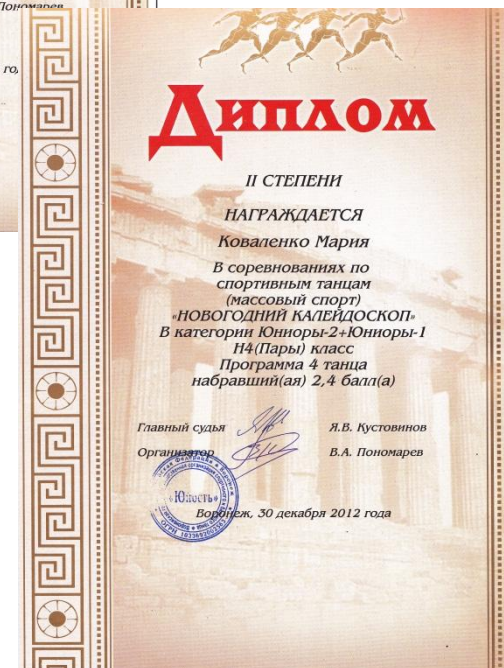 Пономарев
го
ДИПЛОМ
II СТЕПЕНИ
НАГРАЖДАЕТСЯ
Коваленко Мария
В соревнованиях по
спортивным танцам
(массовый спорт)
«НОВОГОДНИЙ КАЛЕЙДОСКОП»
В категории Юниоры-2+Юниоры-1
Н4(Пары) класс
Программа 4 танца
набравший(ая) 2,4 балл(а)
Главный судья Я.В. Кустовинов
Организатор В.А. Пономарев
«Юность»
Воронеж, 30 декабря 2012 года